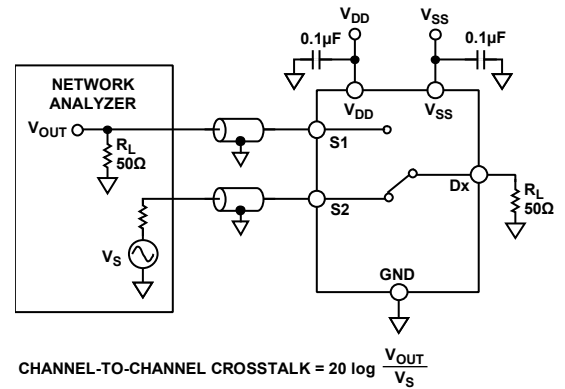 V_DD V_SS
0.1µF 0.1µF
NETWORK
ANALYZER
V_DD V_SS
V_OUT
R_L
50Ω
S1
S2
Dx
R_L
50Ω
V_S
GND
CHANNEL-TO-CHANNEL CROSSTALK = 20 log V_OUT
V_S